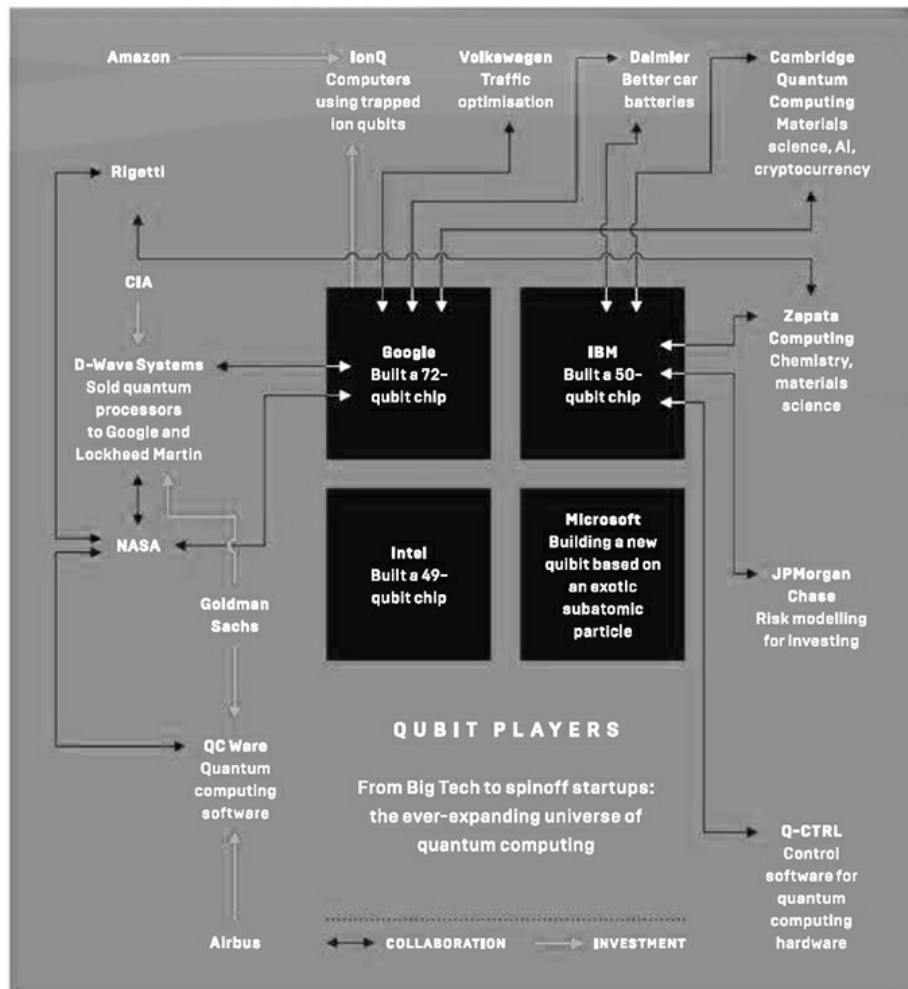 Amazon
IonQ
Computers
using trapped
ion qubits
Volkswagen
Traffic
optimisation
Daimler
Better car
batteries
Cambridge
Quantum
Computing
Materials
science, AI,
cryptocurrency
Rigetti
CIA
D-Wave Systems
Sold quantum
processors
to Google and
Lockheed Martin
Google
Built a 72-
qubit chip
IBM
Built a 50-
qubit chip
Zapata
Computing
Chemistry,
materials
science
NASA
Intel
Built a 49-
qubit chip
Microsoft
Building a new
quibit based on
an exotic
subatomic
particle
JPMorgan
Chase
Risk modelling
for investing
Goldman
Sachs
QC Ware
Quantum
computing
software
QUBIT PLAYERS
From Big Tech to spinoff startups:
the ever-expanding universe of
quantum computing
Q-CTRL
Control
software for
quantum
computing
hardware
Airbus
COLLABORATION
INVESTMENT